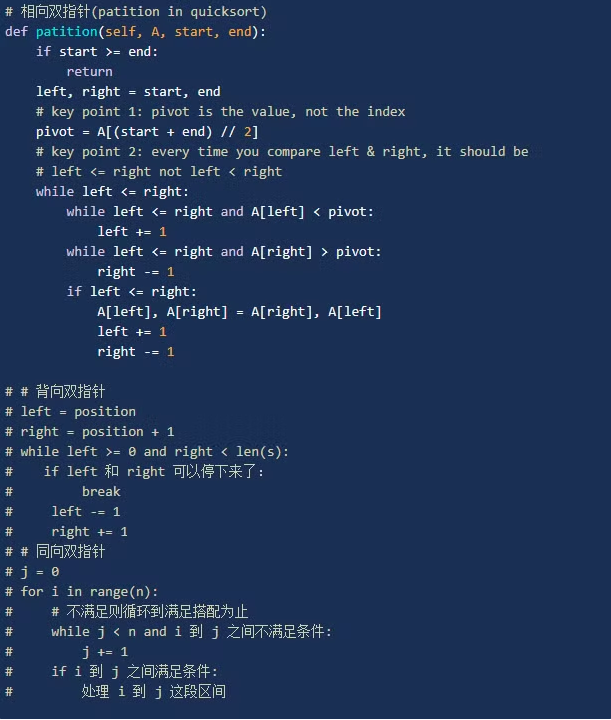 # 相向双指针(patition in quicksort)
def patition(self, A, start, end):
    if start >= end:
        return
    left, right = start, end
    # key point 1: pivot is the value, not the index
    pivot = A[(start + end) // 2]
    # key point 2: every time you compare left & right, it should be
    # left <= right not left < right
    while left <= right:
        while left <= right and A[left] < pivot:
            left += 1
        while left <= right and A[right] > pivot:
            right -= 1
        if left <= right:
            A[left], A[right] = A[right], A[left]
            left += 1
            right -= 1
# # 背向双指针
# left = position
# right = position + 1
# while left >= 0 and right < len(s):
#    if left 和 right 可以停下来了:
#         break
#     left -= 1
#     right += 1
# # 同向双指针
# j = 0
# for i in range(n):
#     # 不满足则循环到满足搭配为止
#     while j < n and i 到 j 之间不满足条件:
#         j += 1
#     if i 到 j 之间满足条件:
#         处理 i 到 j 这段区间